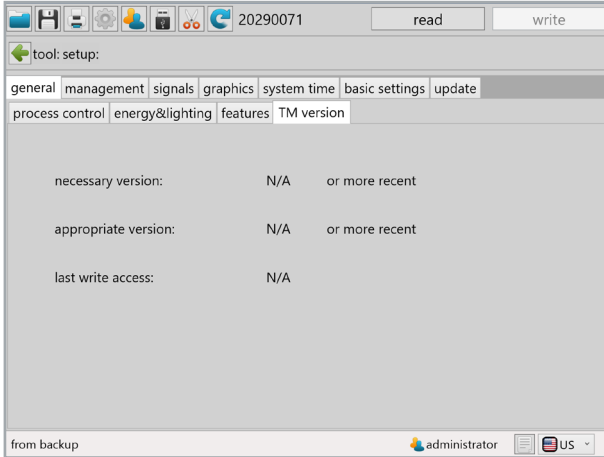 20290071 read write
tool: setup:
general management signals graphics system time basic settings update
process control energy&lighting features TM version
necessary version: N/A or more recent
appropriate version: N/A or more recent
last write access: N/A
from backup administrator US